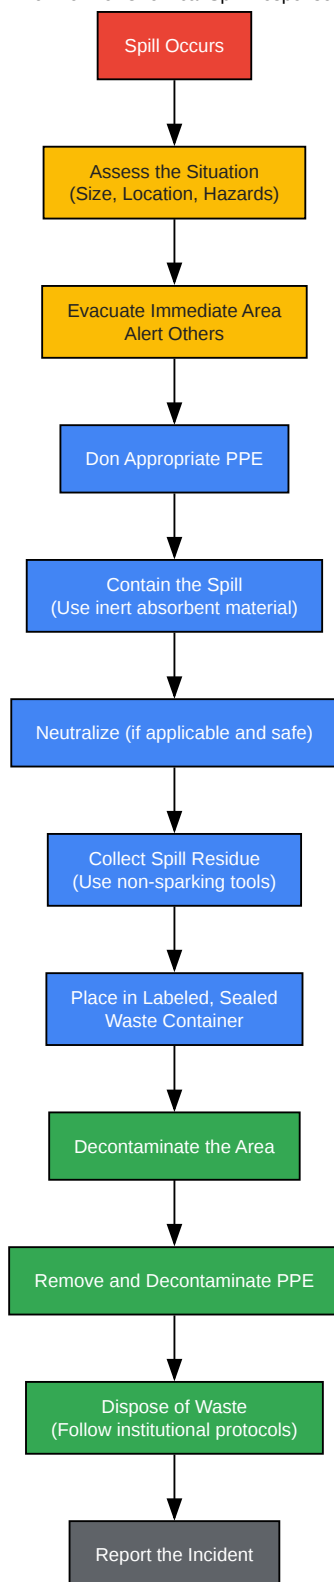 Spill Occurs
Assess the Situation
(Size, Location, Hazards)
Evacuate Immediate Area
Alert Others
Don Appropriate PPE
Contain the Spill
(Use inert absorbent material)
Neutralize (if applicable and safe)
Collect Spill Residue
(Use non-sparking tools)
Place in Labeled, Sealed
Waste Container
Decontaminate the Area
Remove and Decontaminate PPE
Dispose of Waste
(Follow institutional protocols)
Report the Incident